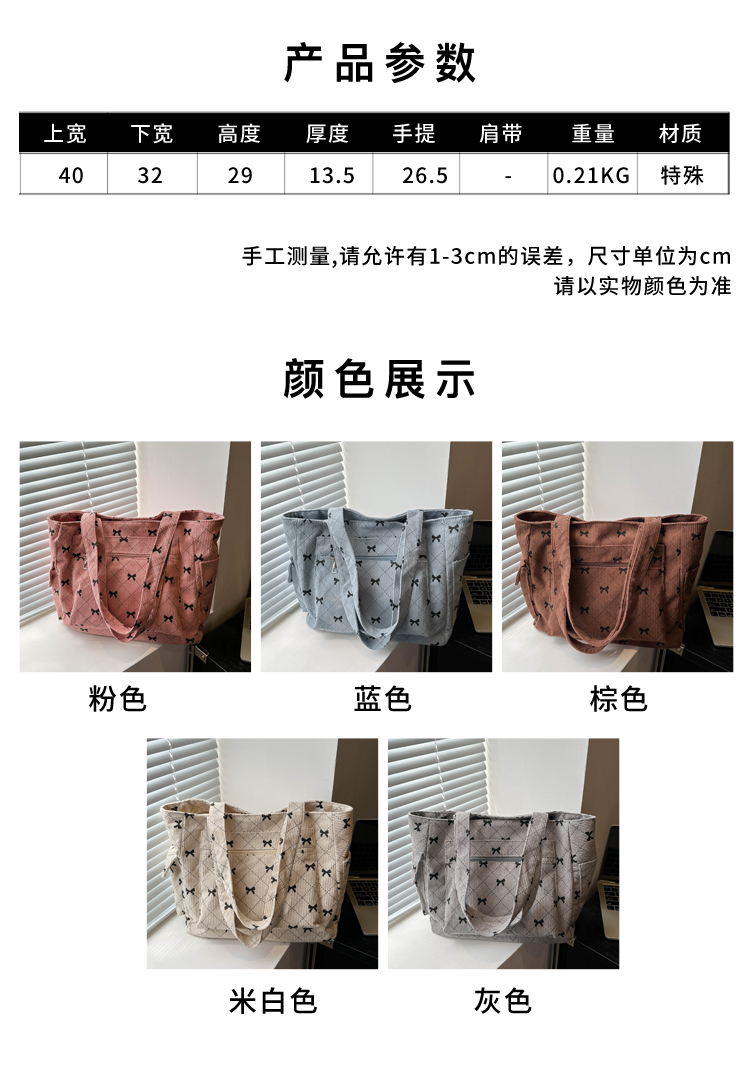 产品参数
上宽 下宽 高度 厚度 手提 肩带 重量 材质
40 32 29 13.5 26.5 - 0.21KG 特殊
手工测量,请允许有1-3cm的误差，尺寸单位为cm
请以实物颜色为准
颜色展示
粉色 蓝色 棕色
米白色 灰色